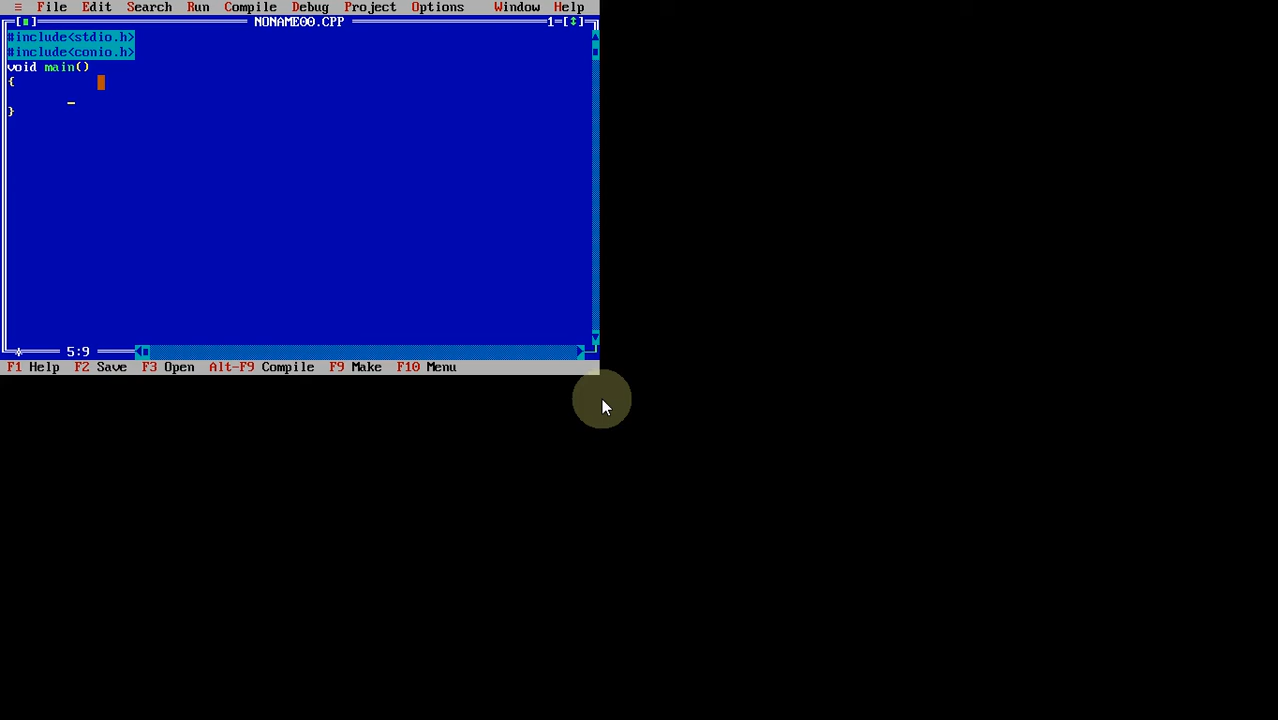 ≡ File Edit Search Run Compile Debug Project Options Window Help
[■] NONAME00.CPP 1=[↕]
#include<stdio.h>
#include<conio.h>
void main()
{
}
* 5:9
F1 Help F2 Save F3 Open Alt-F9 Compile F9 Make F10 Menu